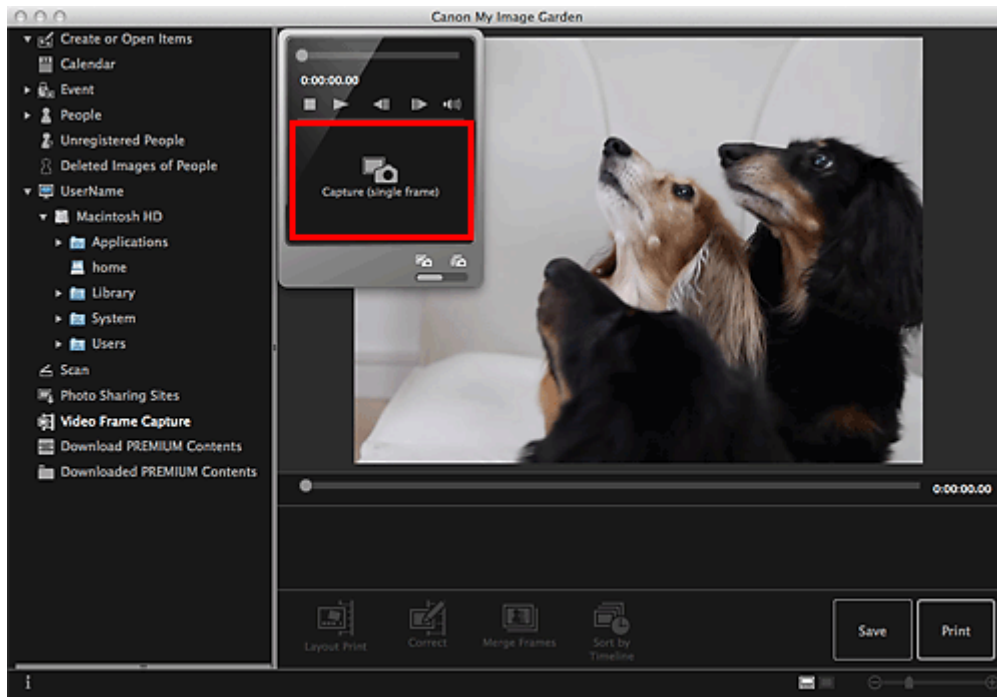 Canon My Image Garden
Create or Open Items
Calendar
Event
People
Unregistered People
Deleted Images of People
UserName
Macintosh HD
Applications
home
Library
System
Users
Scan
Photo Sharing Sites
Video Frame Capture
Download PREMIUM Contents
Downloaded PREMIUM Contents
0:00:00.00
Capture (single frame)
0:00:00.00
Layout Print
Correct
Merge Frames
Sort by
Timeline
Save
Print